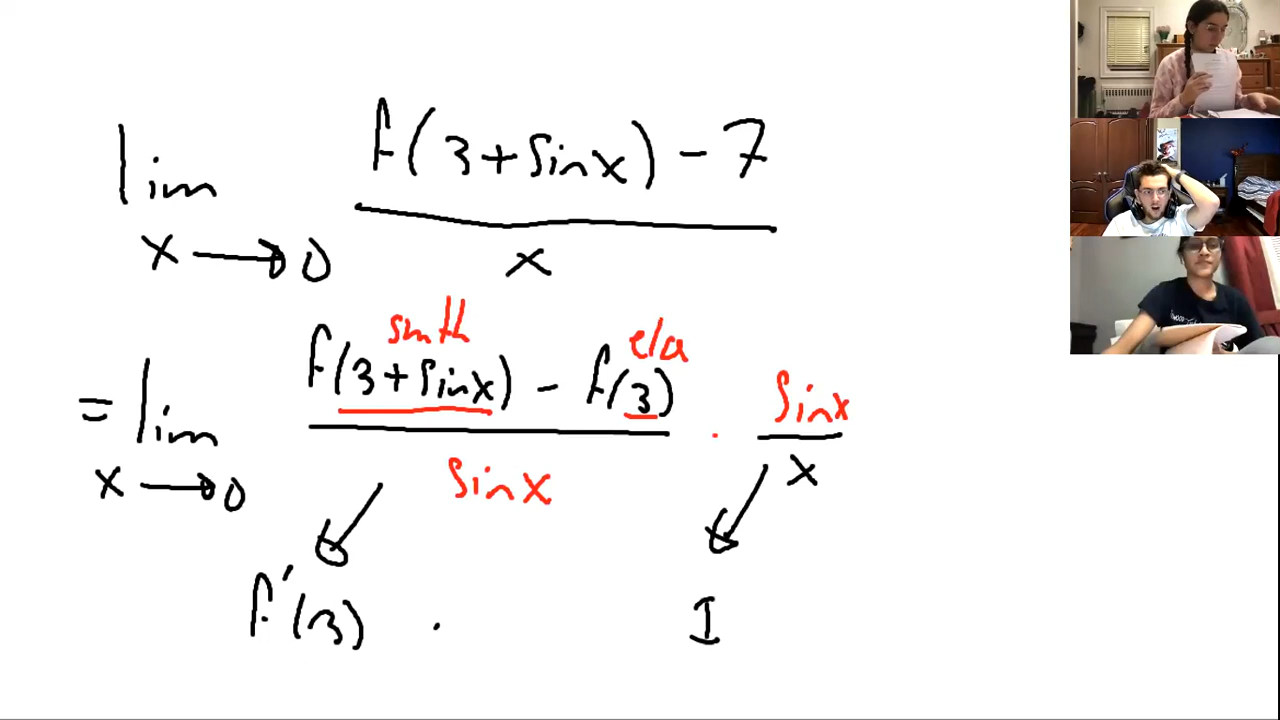 lim f(3+sinx) - 7
x → 0 x
smth e/a
= lim f(3+sinx) - f(3) · sinx
x → 0 sinx x
f'(3) · 1